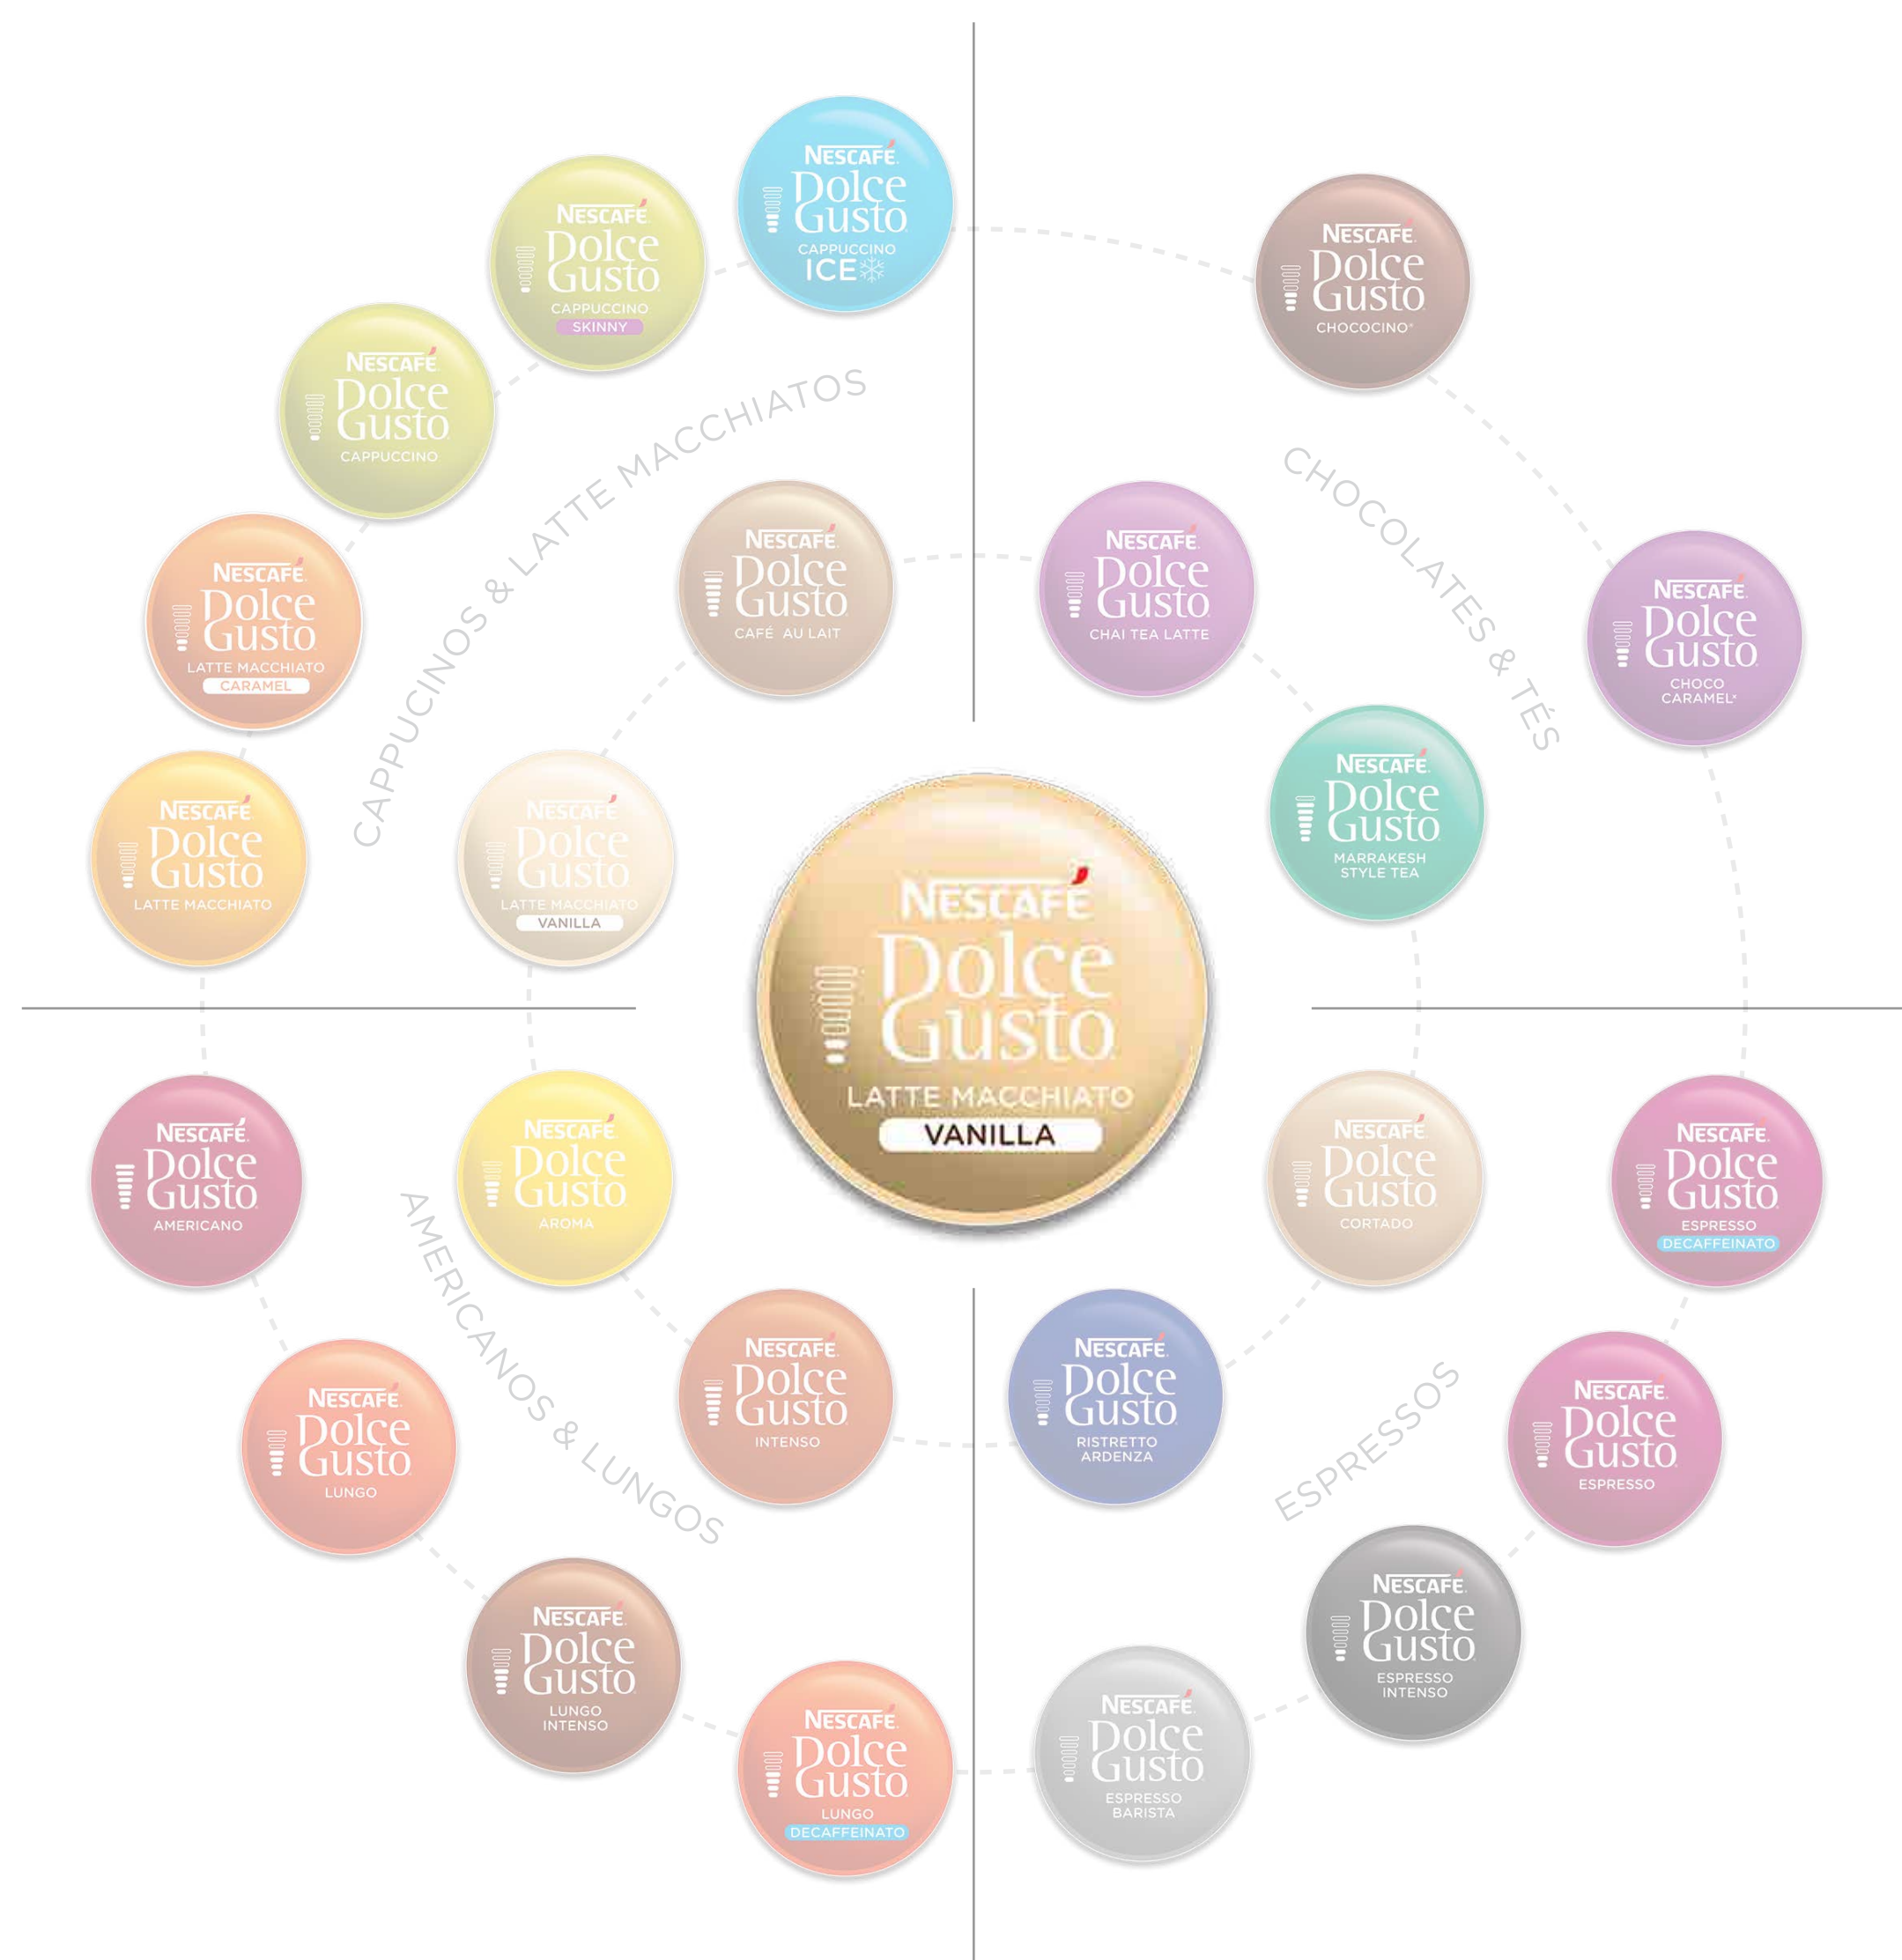 NESCAFÉ
Dolce
Gusto
CAPPUCCINO
ICE
NESCAFÉ
Dolce
Gusto
CAPPUCCINO
SKINNY
NESCAFÉ
Dolce
Gusto
CAPPUCCINO
NESCAFÉ
Dolce
Gusto
LATTE MACCHIATO
CARAMEL
NESCAFÉ
Dolce
Gusto
LATTE MACCHIATO
CAPPUCINOS & LATTE MACCHIATOS
NESCAFÉ
Dolce
Gusto
CAFÉ AU LAIT
NESCAFÉ
Dolce
Gusto
LATTE MACCHIATO
VANILLA
NESCAFÉ
Dolce
Gusto
CHOCOCINO
NESCAFÉ
Dolce
Gusto
CHOCO
CARAMEL
CHOCOLATES & TÉS
NESCAFÉ
Dolce
Gusto
CHAI TEA LATTE
NESCAFÉ
Dolce
Gusto
MARRAKESH
STYLE TEA
NESCAFÉ
Dolce
Gusto
LATTE MACCHIATO
VANILLA
NESCAFÉ
Dolce
Gusto
AMERICANO
NESCAFÉ
Dolce
Gusto
AROMA
AMERICANOS & LUNGOS
NESCAFÉ
Dolce
Gusto
LUNGO
NESCAFÉ
Dolce
Gusto
INTENSO
NESCAFÉ
Dolce
Gusto
LUNGO
INTENSO
NESCAFÉ
Dolce
Gusto
LUNGO
DECAFFEINATO
NESCAFÉ
Dolce
Gusto
CORTADO
NESCAFÉ
Dolce
Gusto
ESPRESSO
DECAFFEINATO
NESCAFÉ
Dolce
Gusto
RISTRETTO
ARDENZA
ESPRESSOS
NESCAFÉ
Dolce
Gusto
ESPRESSO
NESCAFÉ
Dolce
Gusto
ESPRESSO
INTENSO
NESCAFÉ
Dolce
Gusto
ESPRESSO
BARISTA